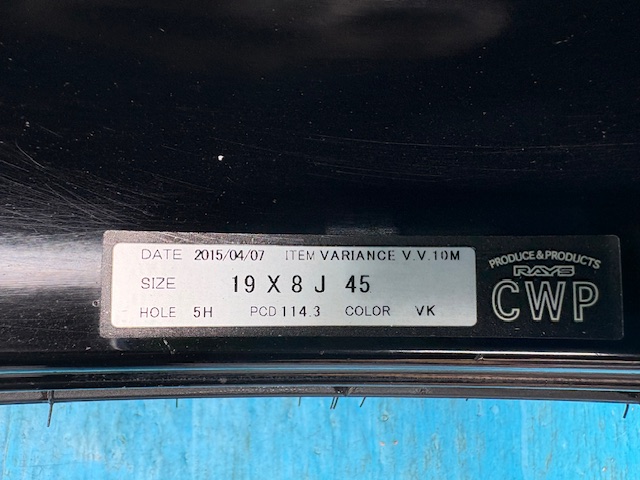 DATE 2015/04/07 ITEM VARIANCE V.V.10M
SIZE 19 X 8 J 45
HOLE 5H PCD 114.3 COLOR VK
PRODUCE & PRODUCTS
RAYS
CWP